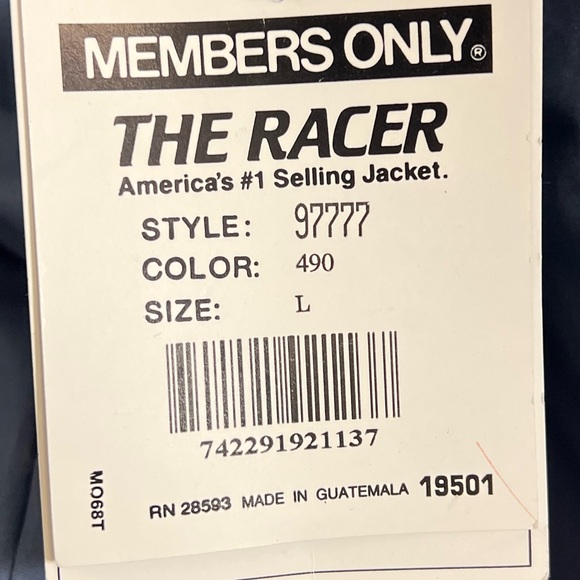 MEMBERS ONLY®
THE RACER
America's #1 Selling Jacket.
STYLE: 97777
COLOR: 490
SIZE: L
742291921137
MO68T
RN 28593 MADE IN GUATEMALA 19501